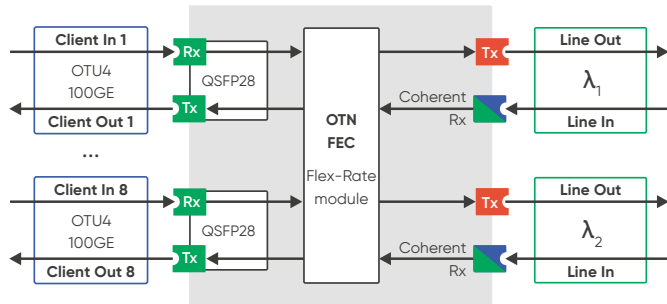 Client In 1
OTU4
100GE
Client Out 1
Rx
QSFP28
Tx
...
Client In 8
OTU4
100GE
Client Out 8
Rx
QSFP28
Tx
OTN
FEC
Flex-Rate
module
Tx
Coherent
Rx
Line Out
λ1
Line In
Tx
Coherent
Rx
Line Out
λ2
Line In